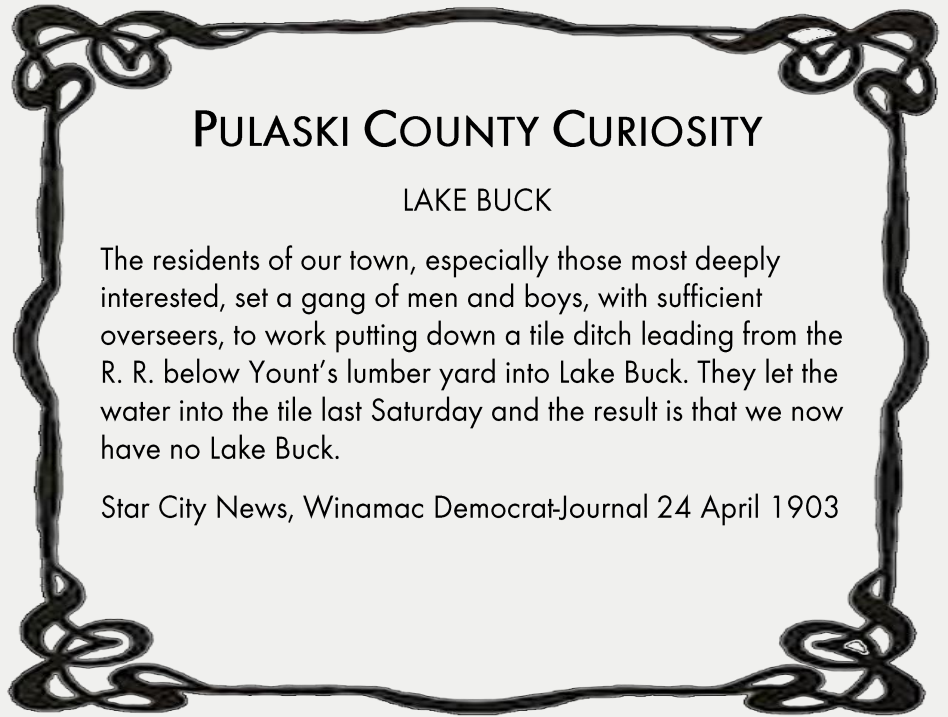 PULASKI COUNTY CURIOSITY
LAKE BUCK
The residents of our town, especially those most deeply
interested, set a gang of men and boys, with sufficient
overseers, to work putting down a tile ditch leading from the
R. R. below Yount’s lumber yard into Lake Buck. They let the
water into the tile last Saturday and the result is that we now
have no Lake Buck.
Star City News, Winamac Democrat-Journal 24 April 1903